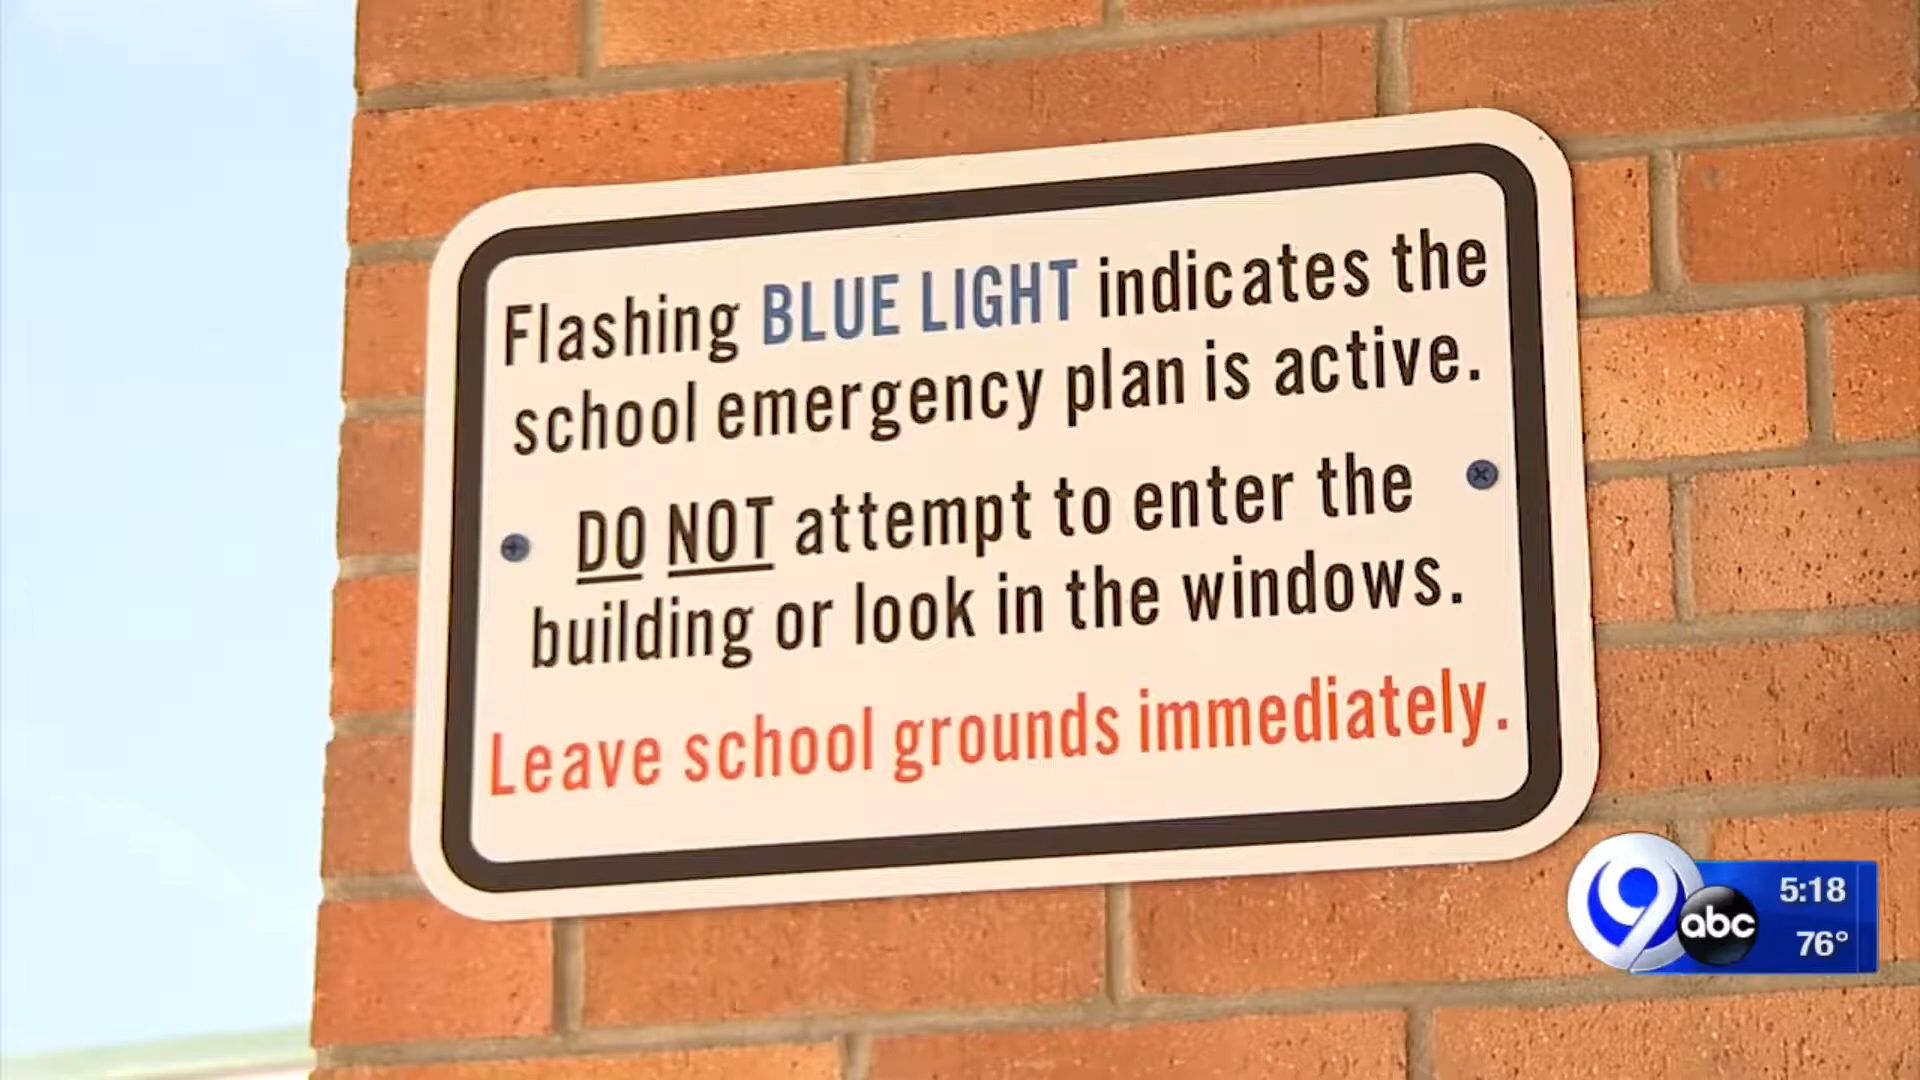 Flashing BLUE LIGHT indicates the
school emergency plan is active.
DO NOT attempt to enter the
building or look in the windows.
Leave school grounds immediately.
9
abc
5:18
76°